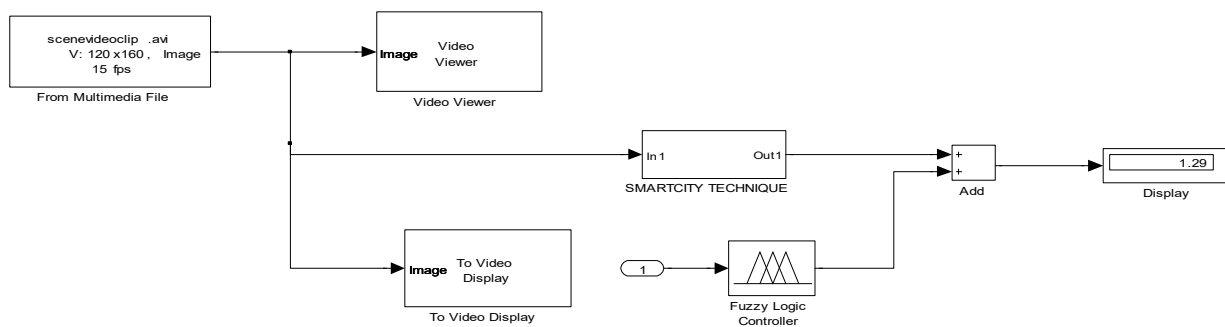 scenevideoclip .avi
V: 120 x160 , Image
15 fps
From Multimedia File
Image
Video
Viewer
Video Viewer
In1
Out1
SMARTCITY TECHNIQUE
+
+
Add
1.29
Display
Image
To Video
Display
To Video Display
1
Fuzzy Logic
Controller